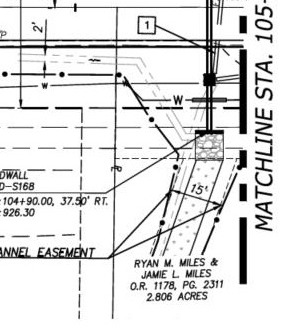 2'
1
W
W
W
DWALL
D-S168
104+90.00, 37.50' RT.
926.30
15'
ANNEL EASEMENT
RYAN M. MILES &
JAMIE L. MILES
O.R. 1178, PG. 2311
2.806 ACRES
MATCHLINE STA. 105